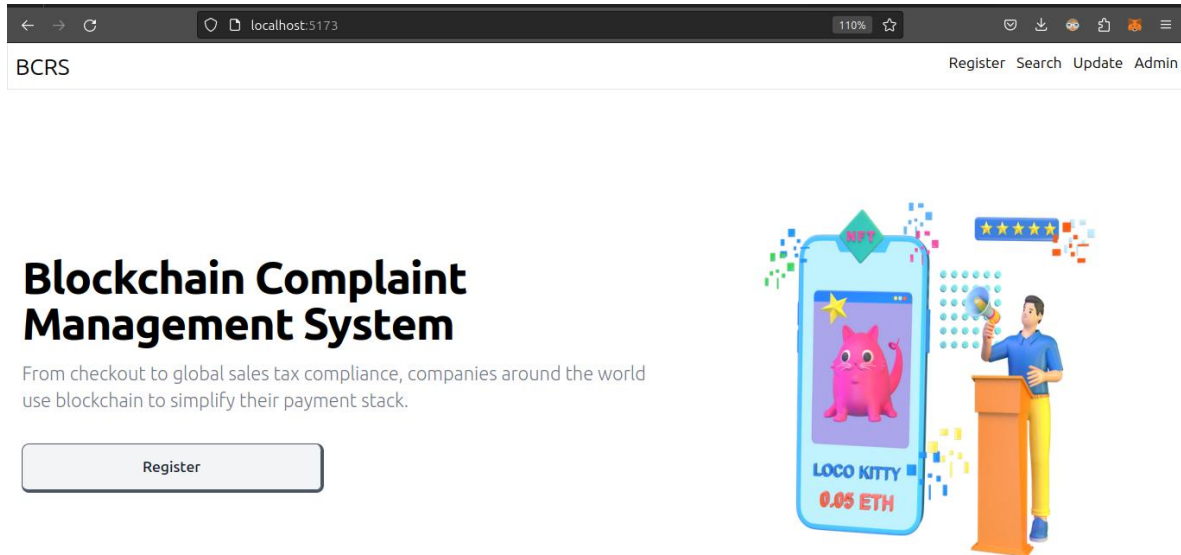 localhost:5173
110%
BCRS
Register Search Update Admin
Blockchain Complaint
Management System
From checkout to global sales tax compliance, companies around the world
use blockchain to simplify their payment stack.
Register
NFT
LOCO KITTY
0.05 ETH